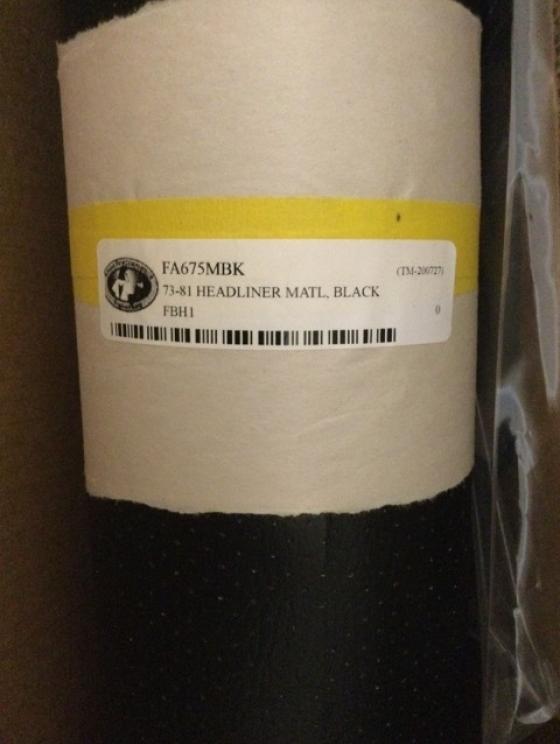 FA675MBK
(TM-200727)
73-81 HEADLINER MATL, BLACK
FBH1
0